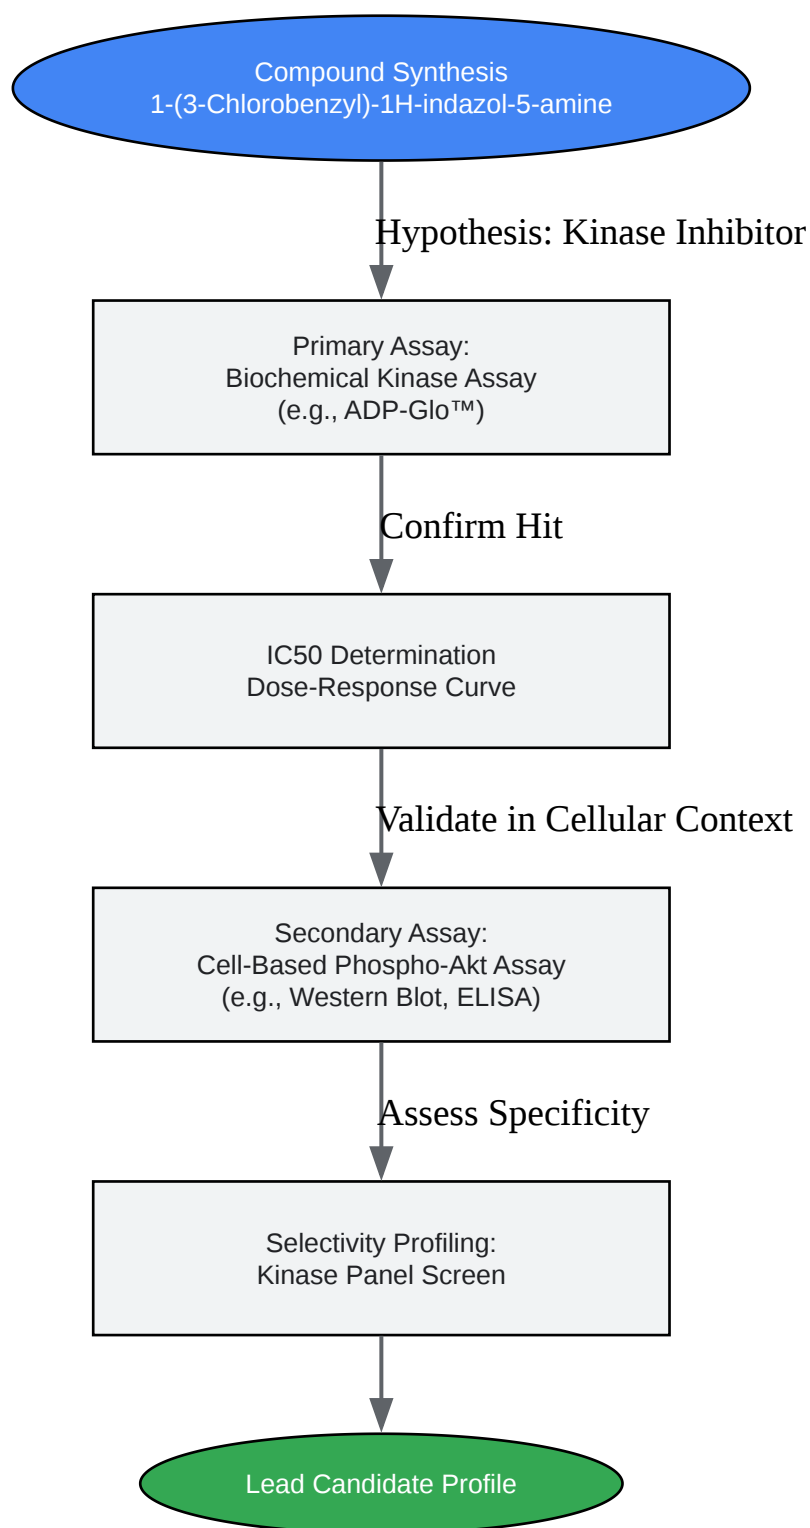 Compound Synthesis
1-(3-Chlorobenzyl)-1H-indazol-5-amine
Hypothesis: Kinase Inhibitor
Primary Assay:
Biochemical Kinase Assay
(e.g., ADP-Glo™)
Confirm Hit
IC50 Determination
Dose-Response Curve
Validate in Cellular Context
Secondary Assay:
Cell-Based Phospho-Akt Assay
(e.g., Western Blot, ELISA)
Assess Specificity
Selectivity Profiling:
Kinase Panel Screen
Lead Candidate Profile